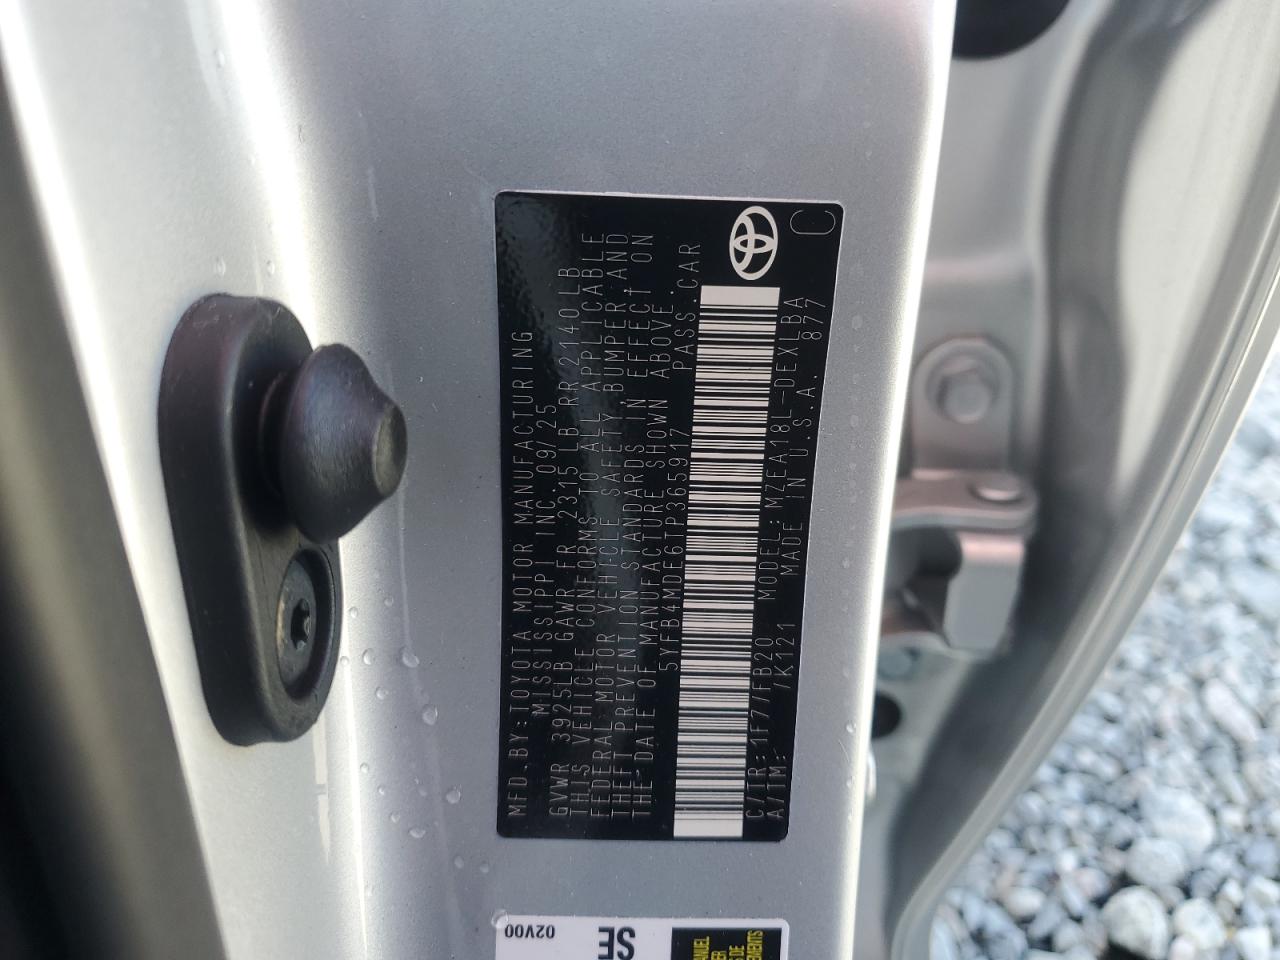 MFD.BY:TOYOTA MOTOR MANUFACTURING
MISSISSIPPI INC.09/25
GVWR 3925LB GAWR FR 2315 LB RR 2140LB
THIS VEHICLE CONFORMS TO ALL APPLICABLE
FEDERAL MOTOR VEHICLE SAFETY, BUMPER,AND
THEFT PREVENTION STANDARDS IN EFFECT ON
THE DATE OF MANUFACTURE SHOWN ABOVE.
5YFB4MDE6TP365917 PASS.CAR
C/TR: 1F7/FB20 MODEL: MZEA18L-DEXLBA
A/TM: /K121 MADE IN U.S.A. 877
C
02V00
SE